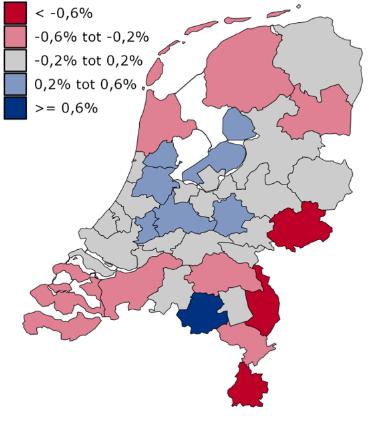 < -0,6%
-0,6% tot -0,2%
-0,2% tot 0,2%
0,2% tot 0,6%
>= 0,6%